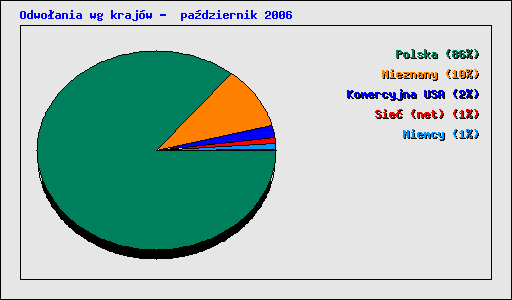 Odwołania wg krajów - październik 2006
Polska (86%)
Nieznany (10%)
Komercyjna USA (2%)
Sieć (net) (1%)
Niemcy (1%)